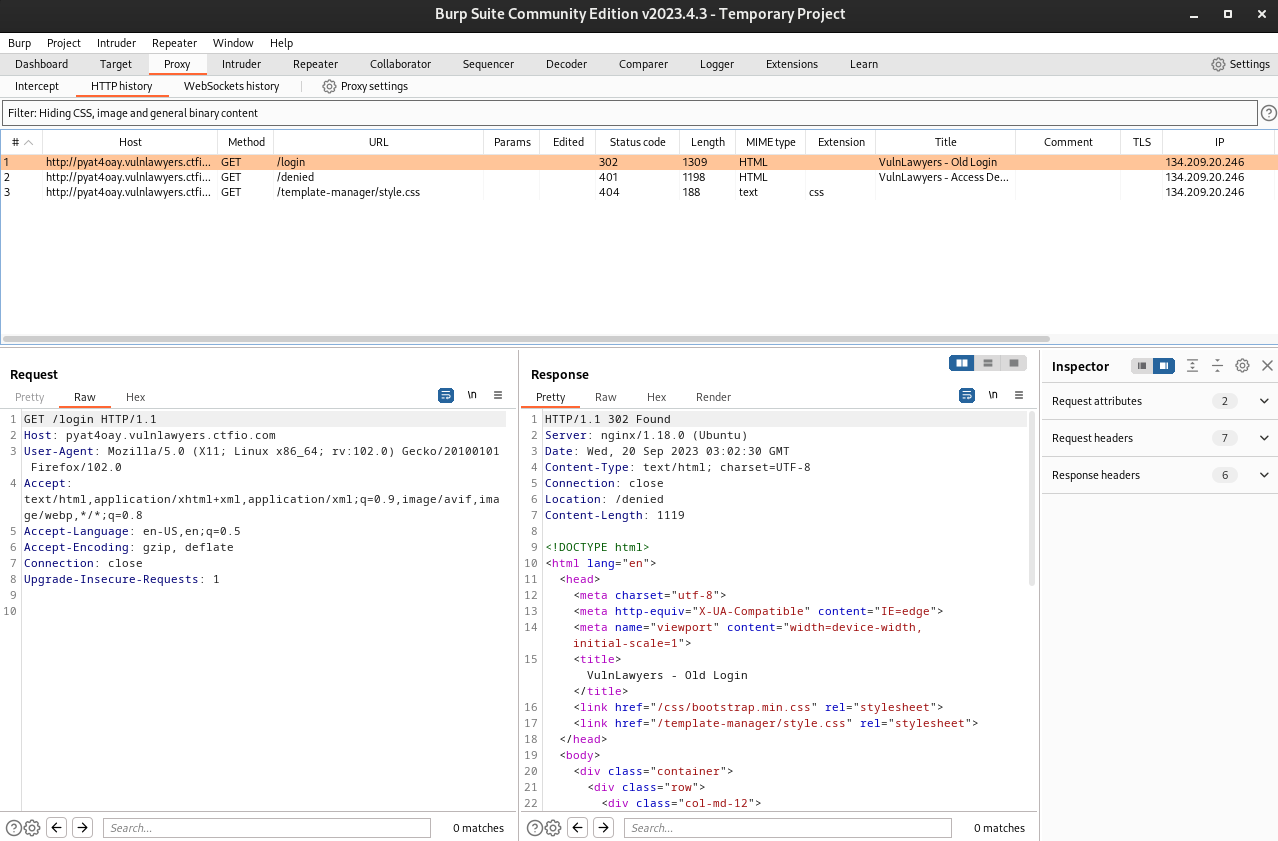 Burp Suite Community Edition v2023.4.3 - Temporary Project
Burp Project Intruder Repeater Window Help
Dashboard Target Proxy Intruder Repeater Collaborator Sequencer Decoder Comparer Logger Extensions Learn Settings
Intercept HTTP history WebSockets history Proxy settings
Filter: Hiding CSS, image and general binary content
# Host Method URL Params Edited Status code Length MIME type Extension Title Comment TLS IP
1 http://pyat4oay.vulnlawyers.ctfi... GET /login 302 1309 HTML VulnLawyers - Old Login 134.209.20.246
2 http://pyat4oay.vulnlawyers.ctfi... GET /denied 401 1198 HTML VulnLawyers - Access De... 134.209.20.246
3 http://pyat4oay.vulnlawyers.ctfi... GET /template-manager/style.css 404 188 text css 134.209.20.246
Request
Pretty Raw Hex \n
1 GET /login HTTP/1.1
2 Host: pyat4oay.vulnlawyers.ctfio.com
3 User-Agent: Mozilla/5.0 (X11; Linux x86_64; rv:102.0) Gecko/20100101
Firefox/102.0
4 Accept:
text/html,application/xhtml+xml,application/xml;q=0.9,image/avif,ima
ge/webp,*/*;q=0.8
5 Accept-Language: en-US,en;q=0.5
6 Accept-Encoding: gzip, deflate
7 Connection: close
8 Upgrade-Insecure-Requests: 1
9
10
Search... 0 matches
Response
Pretty Raw Hex Render \n
1 HTTP/1.1 302 Found
2 Server: nginx/1.18.0 (Ubuntu)
3 Date: Wed, 20 Sep 2023 03:02:30 GMT
4 Content-Type: text/html; charset=UTF-8
5 Connection: close
6 Location: /denied
7 Content-Length: 1119
8
9 <!DOCTYPE html>
10 <html lang="en">
11 <head>
12 <meta charset="utf-8">
13 <meta http-equiv="X-UA-Compatible" content="IE=edge">
14 <meta name="viewport" content="width=device-width,
initial-scale=1">
15 <title>
VulnLawyers - Old Login
</title>
16 <link href="/css/bootstrap.min.css" rel="stylesheet">
17 <link href="/template-manager/style.css" rel="stylesheet">
18 </head>
19 <body>
20 <div class="container">
21 <div class="row">
22 <div class="col-md-12">
Search... 0 matches
Inspector
Request attributes 2
Request headers 7
Response headers 6